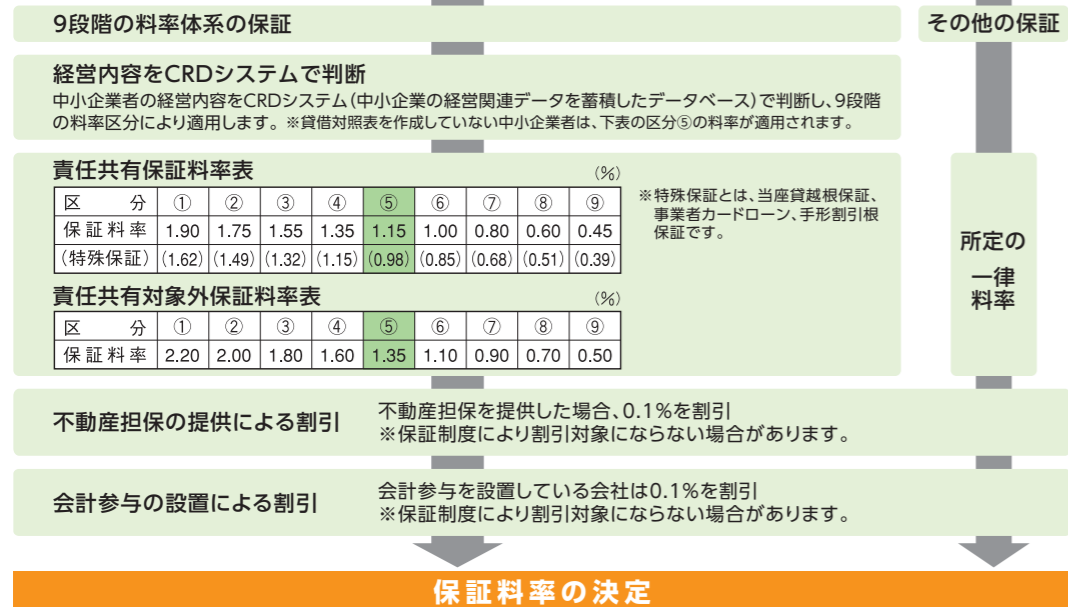 9段階の料率体系の保証
その他の保証
経営内容をCRDシステムで判断
中小企業者の経営内容をCRDシステム(中小企業の経営関連データを蓄積したデータベース)で判断し、9段階
の料率区分により適用します。※貸借対照表を作成していない中小企業者は、下表の区分⑤の料率が適用されます。
責任共有保証料率表 (%)
区 分 ① ② ③ ④ ⑤ ⑥ ⑦ ⑧ ⑨
保証料率 1.90 1.75 1.55 1.35 1.15 1.00 0.80 0.60 0.45
(特殊保証) (1.62) (1.49) (1.32) (1.15) (0.98) (0.85) (0.68) (0.51) (0.39)
※特殊保証とは、当座貸越根保証、
事業者カードローン、手形割引根
保証です。
責任共有対象外保証料率表 (%)
区 分 ① ② ③ ④ ⑤ ⑥ ⑦ ⑧ ⑨
保証料率 2.20 2.00 1.80 1.60 1.35 1.10 0.90 0.70 0.50
所定の
一律
料率
不動産担保の提供による割引
不動産担保を提供した場合、0.1%を割引
※保証制度により割引対象にならない場合があります。
会計参与の設置による割引
会計参与を設置している会社は0.1%を割引
※保証制度により割引対象にならない場合があります。
保証料率の決定